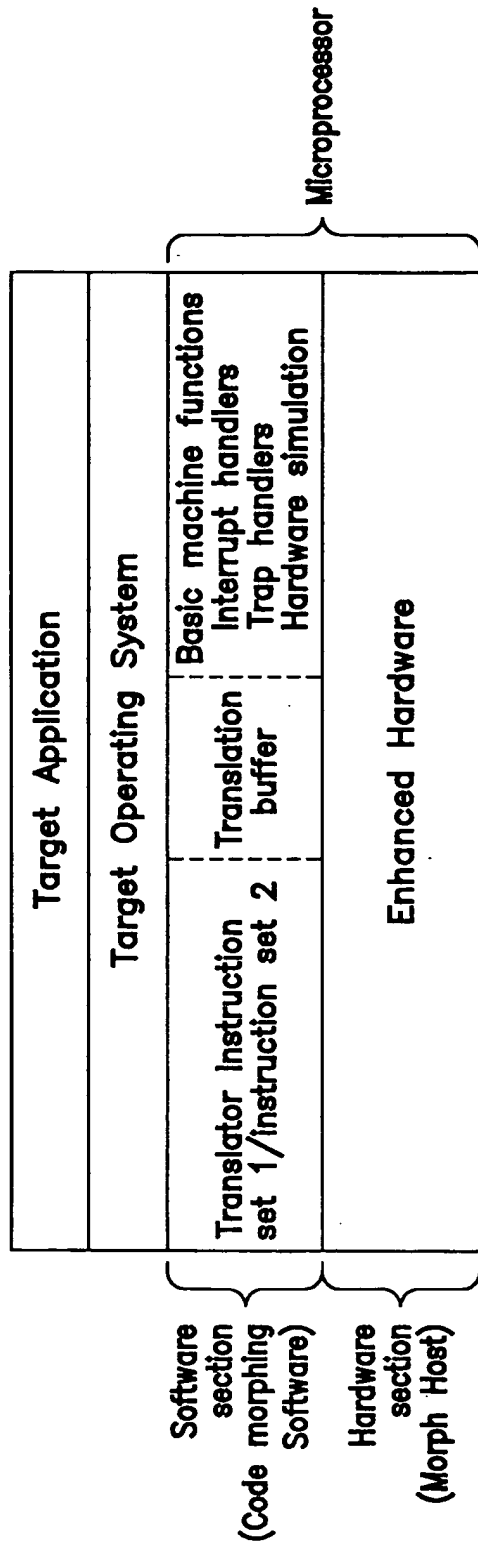 Target Application
Target Operating System
Software
section
(Code morphing
Software)
Translator Instruction
set 1/instruction set 2
Translation
buffer
Basic machine functions
Interrupt handlers
Trap handlers
Hardware simulation
Hardware
section
(Morph Host)
Enhanced Hardware
Microprocessor